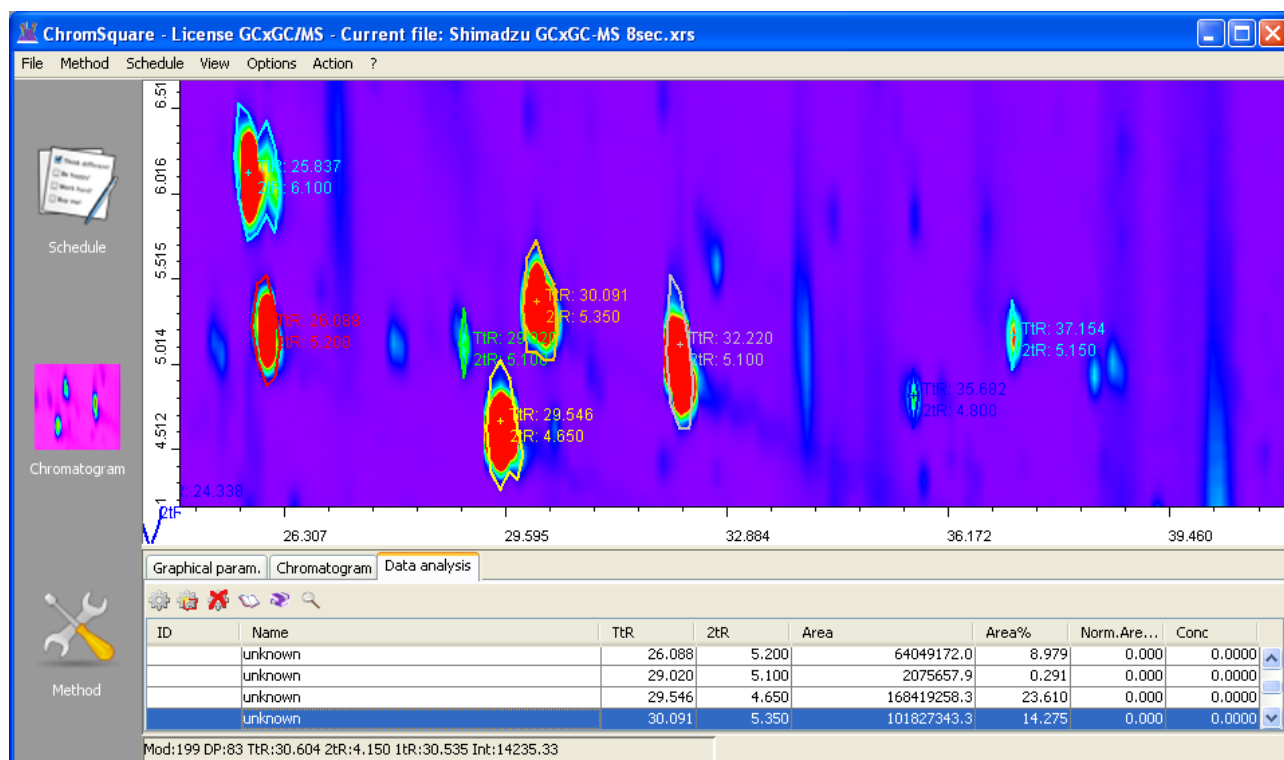 ChromSquare - License GCxGC/MS - Current file: Shimadzu GCxGC-MS 8sec.xrs
File Method Schedule View Options Action ?
Schedule
Chromatogram
Method
6.51
6.016
5.515
5.014
4.512
TtR: 25.837
2tR: 6.100
TtR: 26.088
2tR: 5.200
TtR: 30.091
2tR: 5.350
TtR: 29.020
2tR: 5.100
TtR: 32.220
2tR: 5.100
TtR: 37.154
2tR: 5.150
TtR: 35.682
2tR: 4.800
TtR: 29.546
2tR: 4.650
: 24.338
26.307 29.595 32.884 36.172 39.460
Graphical param. Chromatogram Data analysis
ID Name TtR 2tR Area Area% Norm.Are... Conc
unknown 26.088 5.200 64049172.0 8.979 0.000 0.0000
unknown 29.020 5.100 2075657.9 0.291 0.000 0.0000
unknown 29.546 4.650 168419258.3 23.610 0.000 0.0000
unknown 30.091 5.350 101827343.3 14.275 0.000 0.0000
Mod:199 DP:83 TtR:30.604 2tR:4.150 1tR:30.535 Int:14235.33